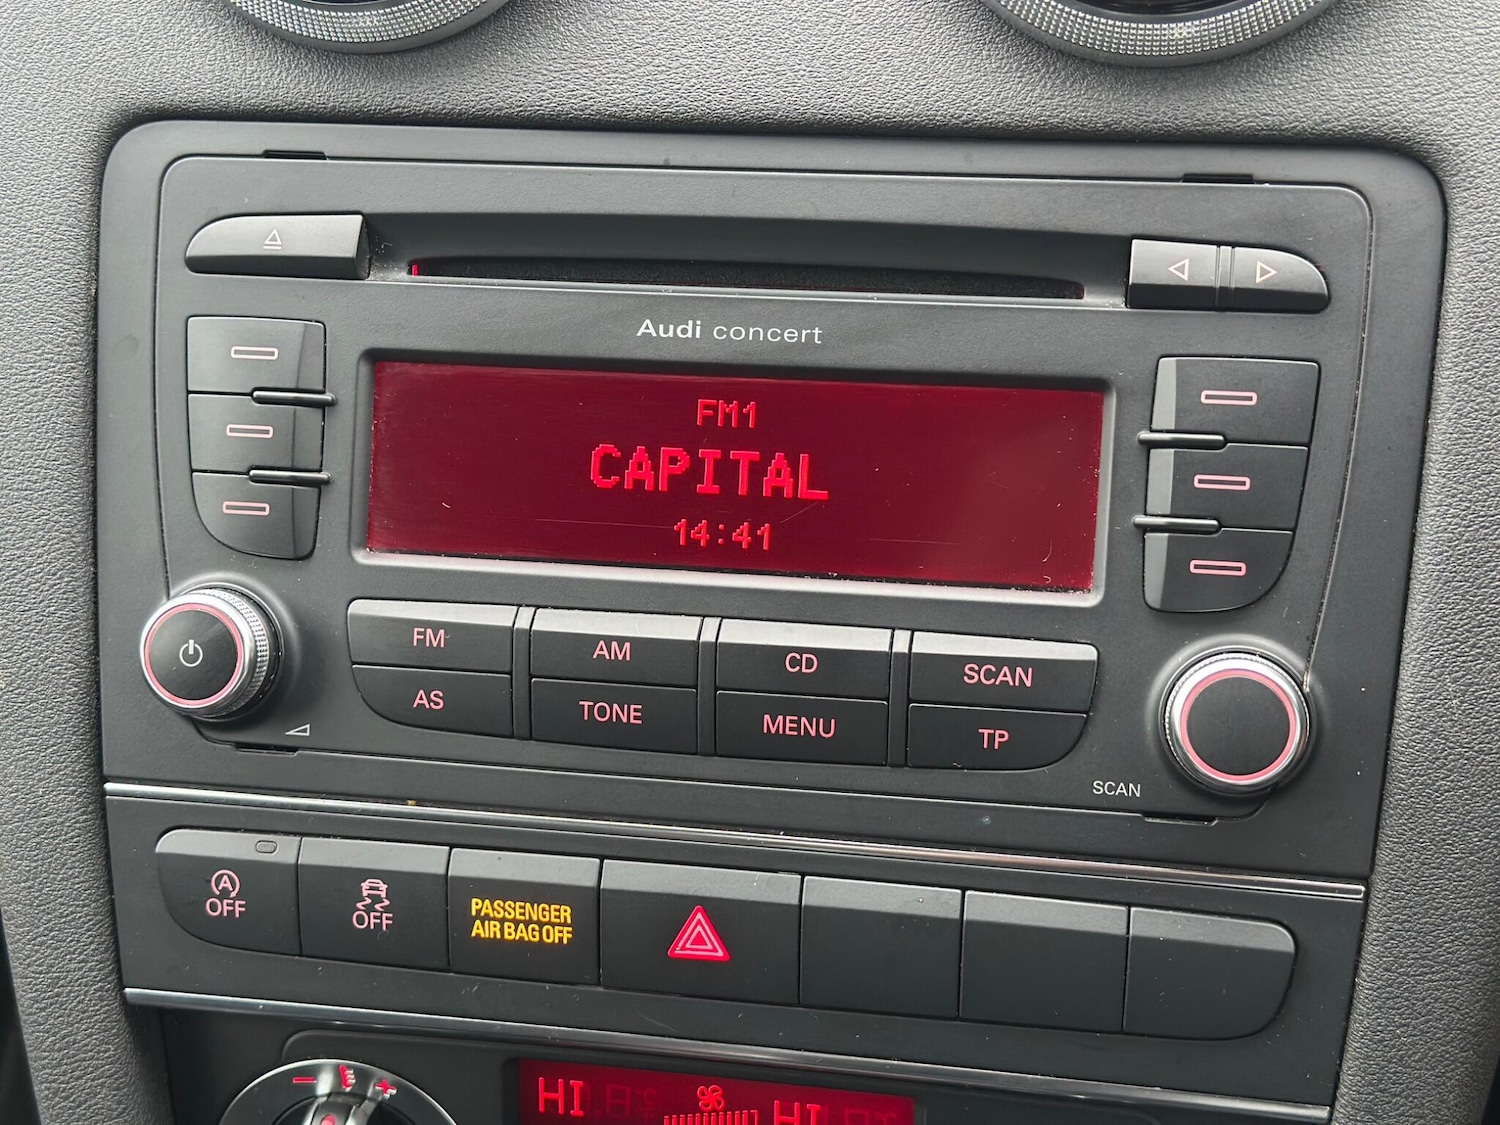 Audi concert
FM1
CAPITAL
14:41
FM
AM
CD
SCAN
AS
TONE
MENU
TP
SCAN
A
OFF
OFF
PASSENGER
AIR BAG OFF
HI
HI